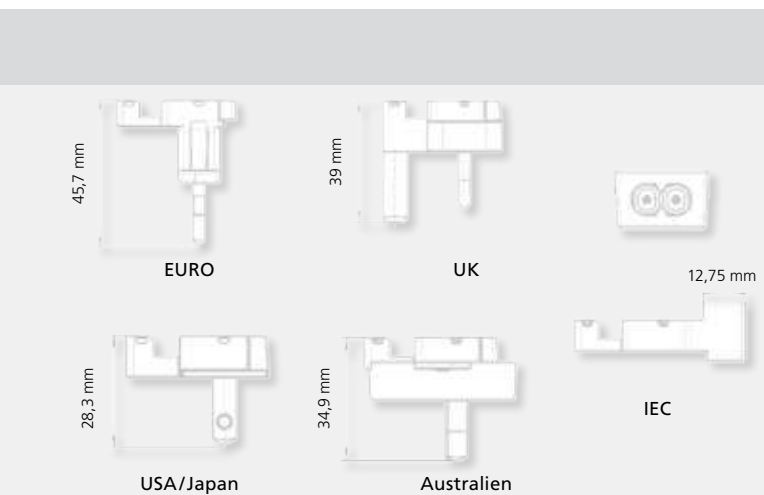 45,7 mm
EURO
39 mm
UK
12,75 mm
IEC
28,3 mm
USA/Japan
34,9 mm
Australien